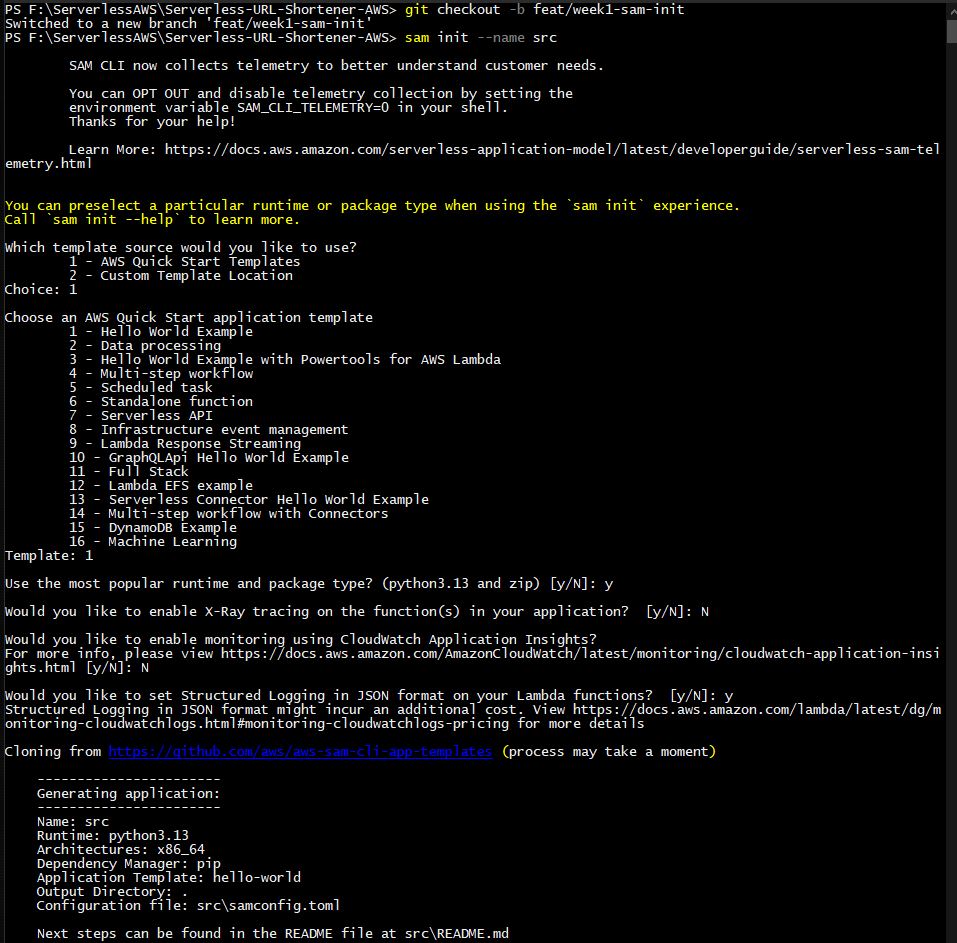 PS F:\ServerlessAWS\Serverless-URL-Shortener-AWS> git checkout -b feat/week1-sam-init
Switched to a new branch 'feat/week1-sam-init'
PS F:\ServerlessAWS\Serverless-URL-Shortener-AWS> sam init --name src
SAM CLI now collects telemetry to better understand customer needs.
You can OPT OUT and disable telemetry collection by setting the
environment variable SAM_CLI_TELEMETRY=0 in your shell.
Thanks for your help!
Learn More: https://docs.aws.amazon.com/serverless-application-model/latest/developerguide/serverless-sam-tel
emetry.html
You can preselect a particular runtime or package type when using the `sam init` experience.
Call `sam init --help` to learn more.
Which template source would you like to use?
1 - AWS Quick Start Templates
2 - Custom Template Location
Choice: 1
Choose an AWS Quick Start application template
1 - Hello World Example
2 - Data processing
3 - Hello World Example with Powertools for AWS Lambda
4 - Multi-step workflow
5 - Scheduled task
6 - Standalone function
7 - Serverless API
8 - Infrastructure event management
9 - Lambda Response Streaming
10 - GraphQLApi Hello World Example
11 - Full Stack
12 - Lambda EFS example
13 - Serverless Connector Hello World Example
14 - Multi-step workflow with Connectors
15 - DynamoDB Example
16 - Machine Learning
Template: 1
Use the most popular runtime and package type? (python3.13 and zip) [y/N]: y
Would you like to enable X-Ray tracing on the function(s) in your application?  [y/N]: N
Would you like to enable monitoring using CloudWatch Application Insights?
For more info, please view https://docs.aws.amazon.com/AmazonCloudWatch/latest/monitoring/cloudwatch-application-insi
ghts.html [y/N]: N
Would you like to set Structured Logging in JSON format on your Lambda functions?  [y/N]: y
Structured Logging in JSON format might incur an additional cost. View https://docs.aws.amazon.com/lambda/latest/dg/m
onitoring-cloudwatchlogs.html#monitoring-cloudwatchlogs-pricing for more details
Cloning from https://github.com/aws/aws-sam-cli-app-templates (process may take a moment)
-----------------------
Generating application:
-----------------------
Name: src
Runtime: python3.13
Architectures: x86_64
Dependency Manager: pip
Application Template: hello-world
Output Directory: .
Configuration file: src\samconfig.toml
Next steps can be found in the README file at src\README.md